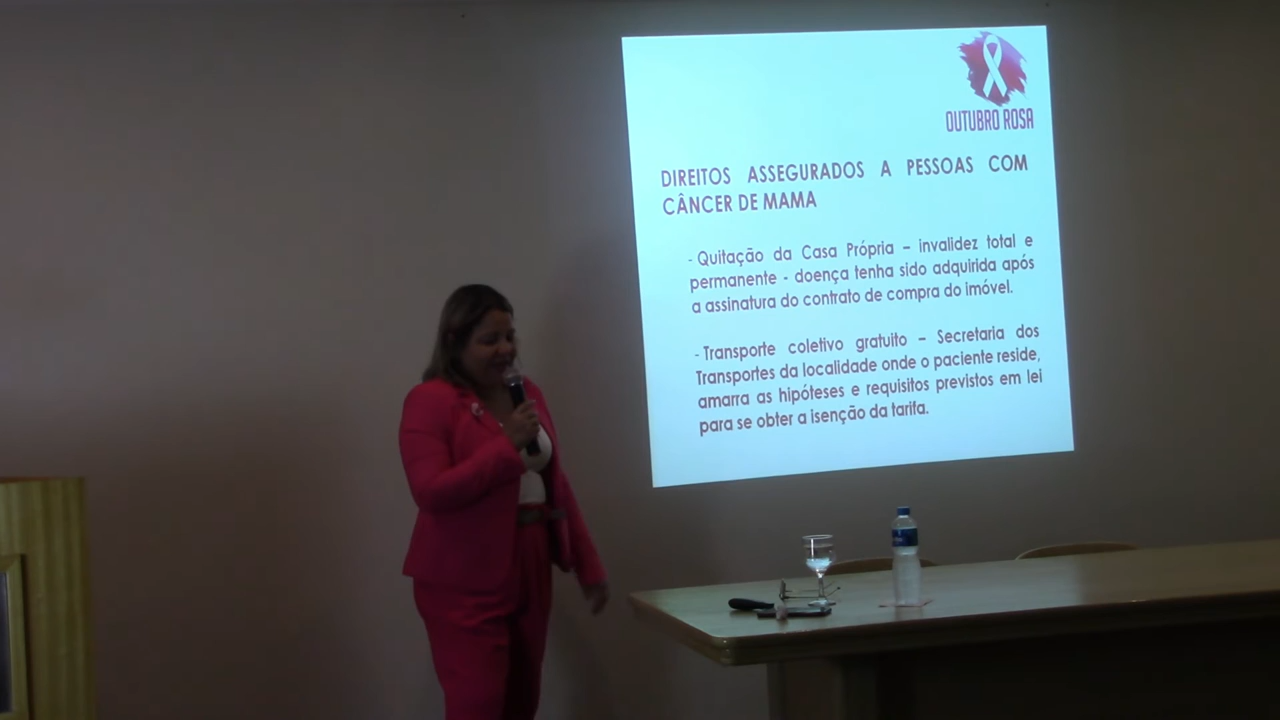 OUTUBRO ROSA
DIREITOS ASSEGURADOS A PESSOAS COM
CÂNCER DE MAMA
- Quitação da Casa Própria – invalidez total e
permanente - doença tenha sido adquirida após
a assinatura do contrato de compra do imóvel.
- Transporte coletivo gratuito – Secretaria dos
Transportes da localidade onde o paciente reside,
amarra as hipóteses e requisitos previstos em lei
para se obter a isenção da tarifa.